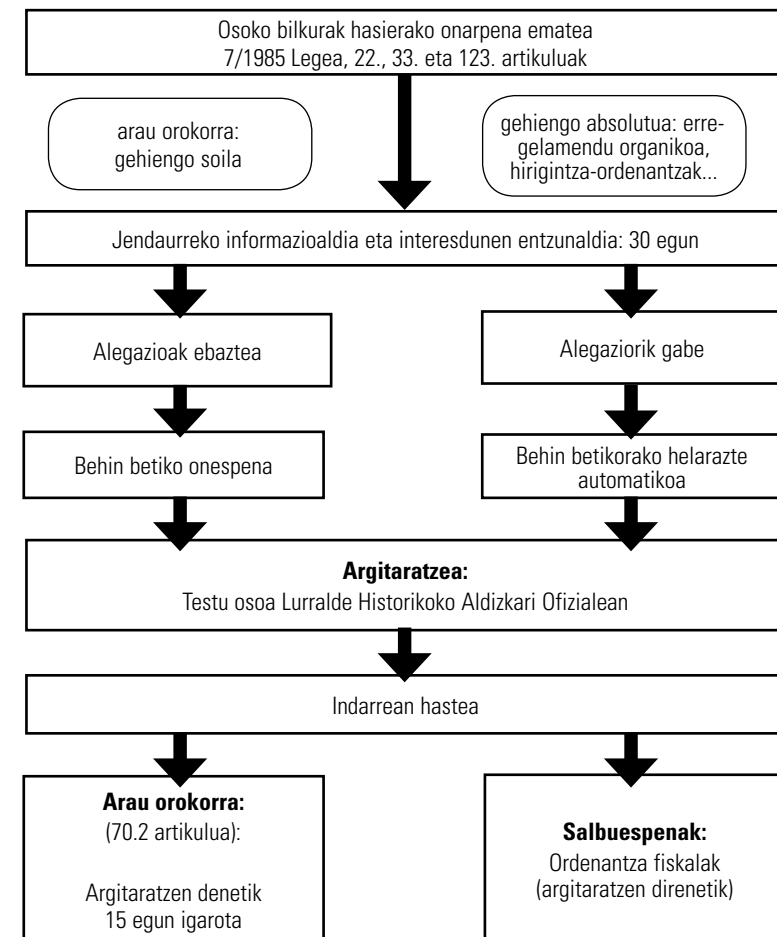 Osoko bilkurak hasierako onarpena ematea
7/1985 Legea, 22., 33. eta 123. artikuluak
arau orokorra:
gehiengo soila
gehiengo absolutua: erre-
gelamendu organikoa,
hirigintza-ordenantzak...
Jendaurreko informazioaldia eta interesdunen entzunaldia: 30 egun
Alegazioak ebaztea
Alegaziorik gabe
Behin betiko onespena
Behin betikorako helarazte
automatikoa
Argitaratzea:
Testu osoa Lurralde Historikoko Aldizkari Ofizialean
Indarrean hastea
Arau orokorra:
(70.2 artikulua):
Argitaratzen denetik
15 egun igarota
Salbuespenak:
Ordenantza fiskalak
(argitaratzen direnetik)